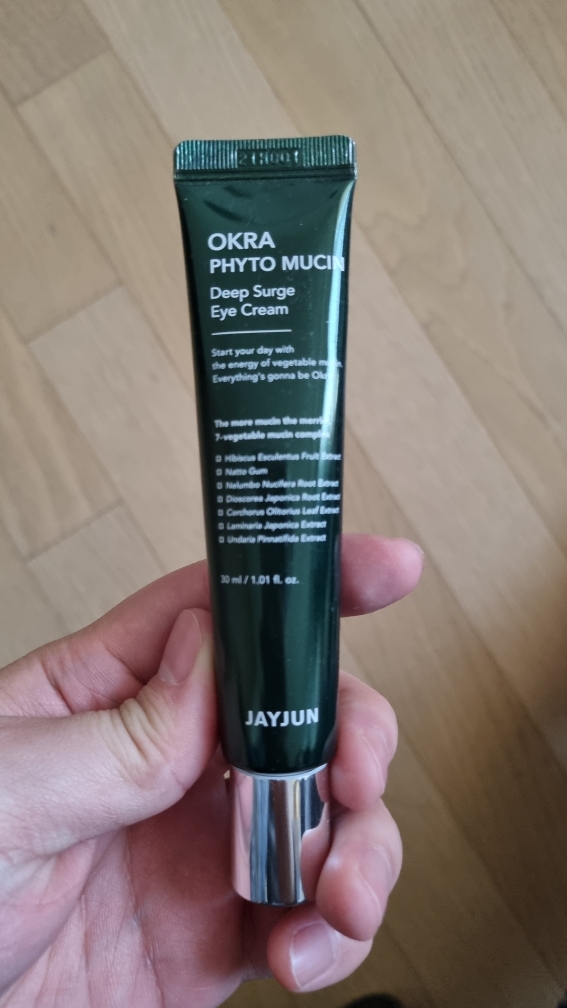 OKRA
PHYTO MUCIN
Deep Surge
Eye Cream
Start your day with
the energy of vegetable
Everything's gonna be
The more mucin the
7-vegetable mucin
Hibiscus Esculentus Fruit Extract
Natto Gum
Nelumbo Nucifera Root Extract
Dioscorea Japonica Root Extract
Corchorus Olitorius Leaf Extract
Laminaria Japonica Extract
Undaria Pinnatifida Extract
30 ml / 1.01 fl. oz.
JAYJUN